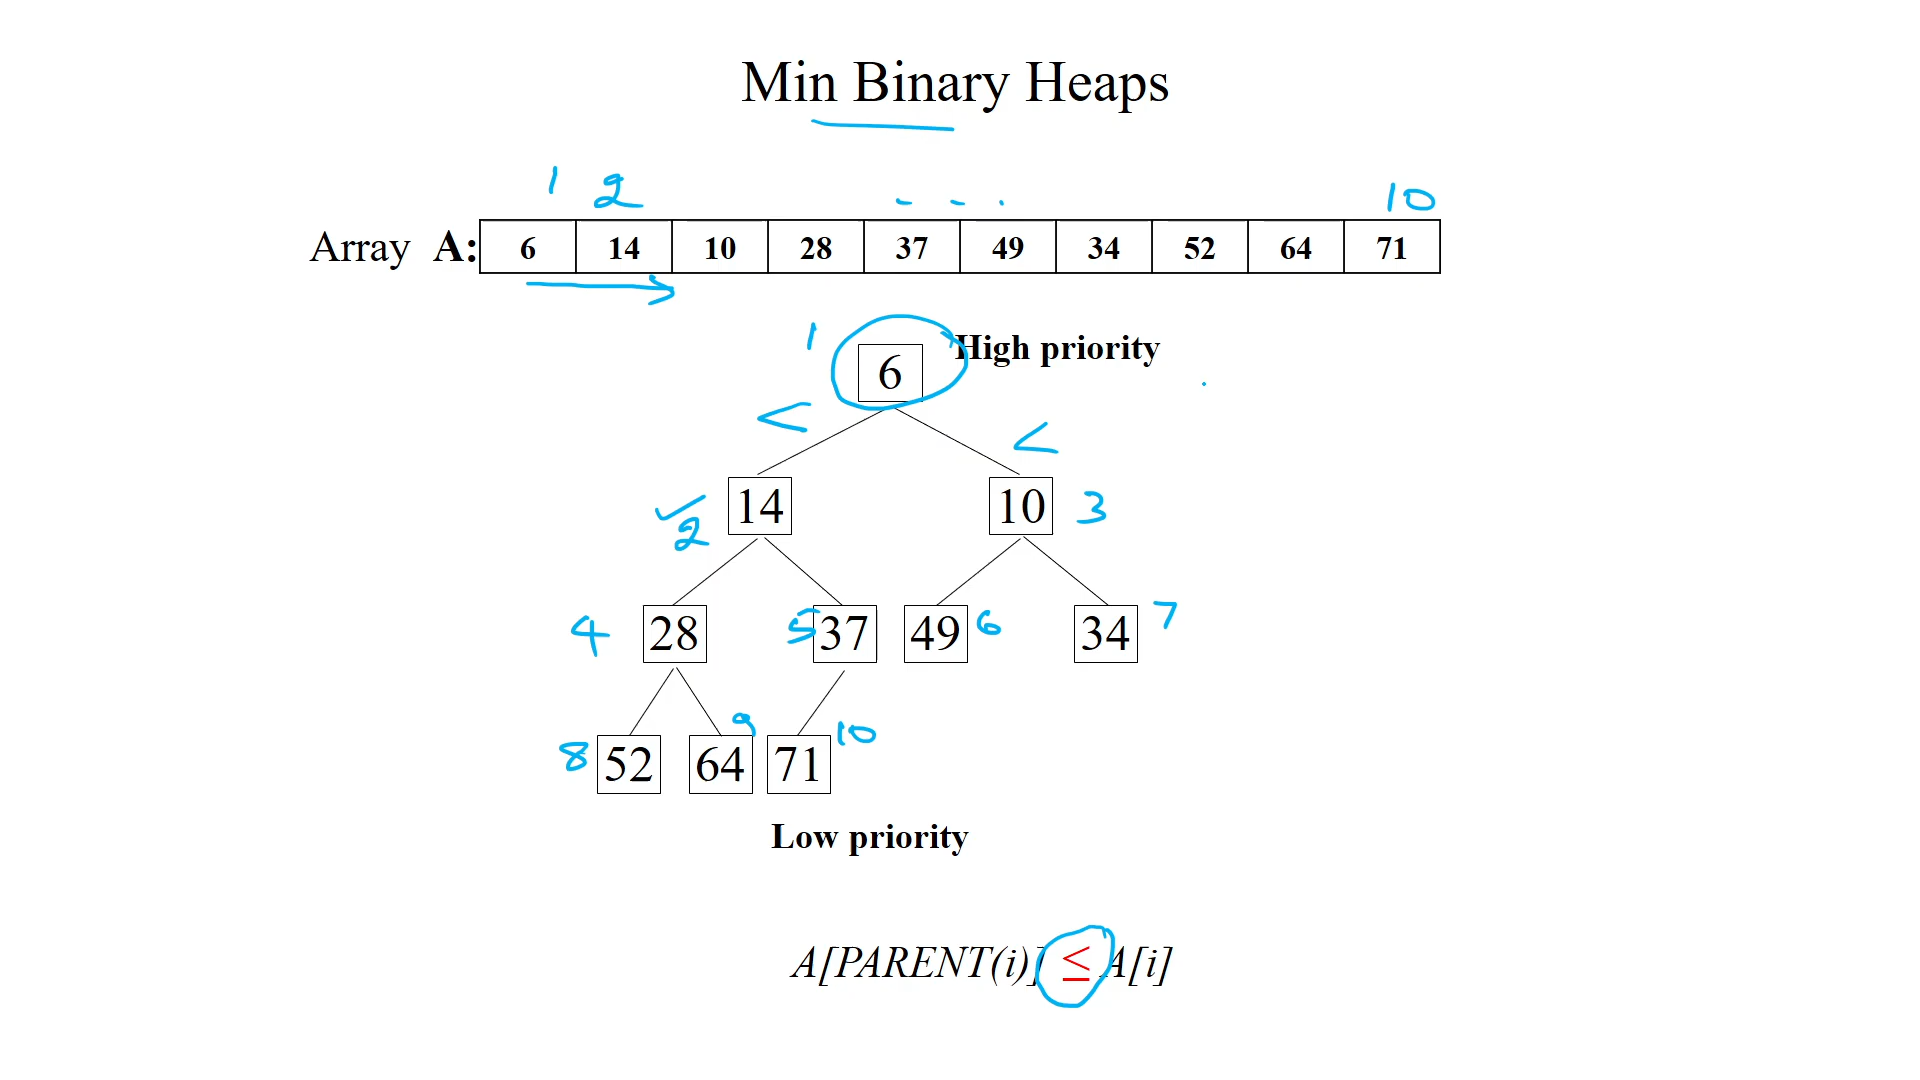 Min Binary Heaps
1 2 - - . 10
Array A: 6 14 10 28 37 49 34 52 64 71
1 6 High priority
< <
2 14 10 3
4 28 5 37 49 6 34 7
8 52 64 9 71 10
Low priority
A[PARENT(i)] ≤ A[i]